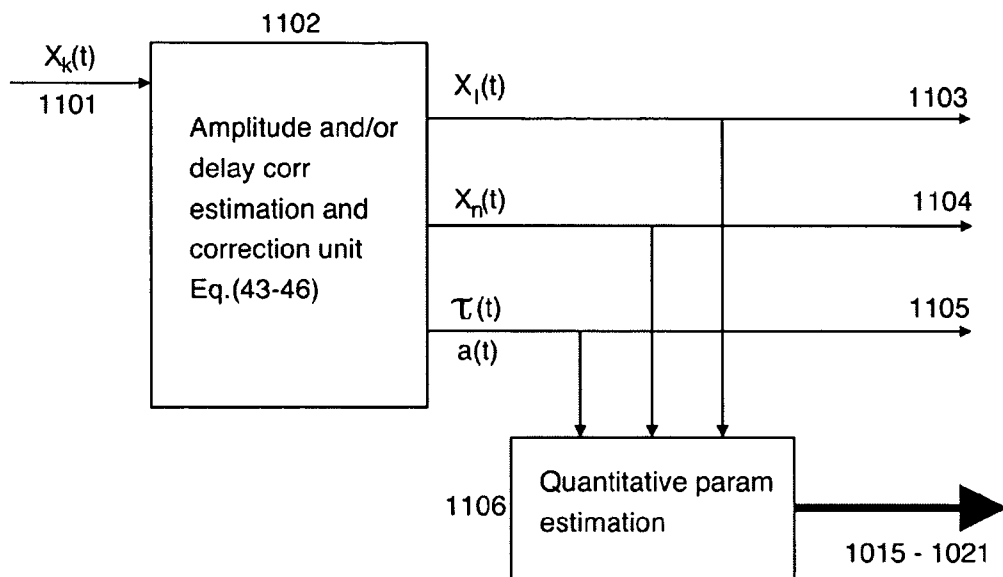 1102
X_k(t)
1101
Amplitude and/or
delay corr
estimation and
correction unit
Eq.(43-46)
X_l(t)
1103
X_n(t)
1104
τ(t)
a(t)
1105
1106
Quantitative param
estimation
1015 - 1021